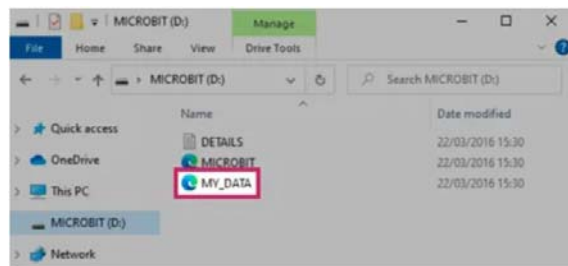 MICROBIT (D:)
Manage
File Home Share View Drive Tools
MICROBIT (D:)
Search MICROBIT (D:)
Name Date modified
Quick access
OneDrive
This PC
MICROBIT (D:)
Network
DETAILS 22/03/2016 15:30
MICROBIT 22/03/2016 15:30
MY_DATA 22/03/2016 15:30